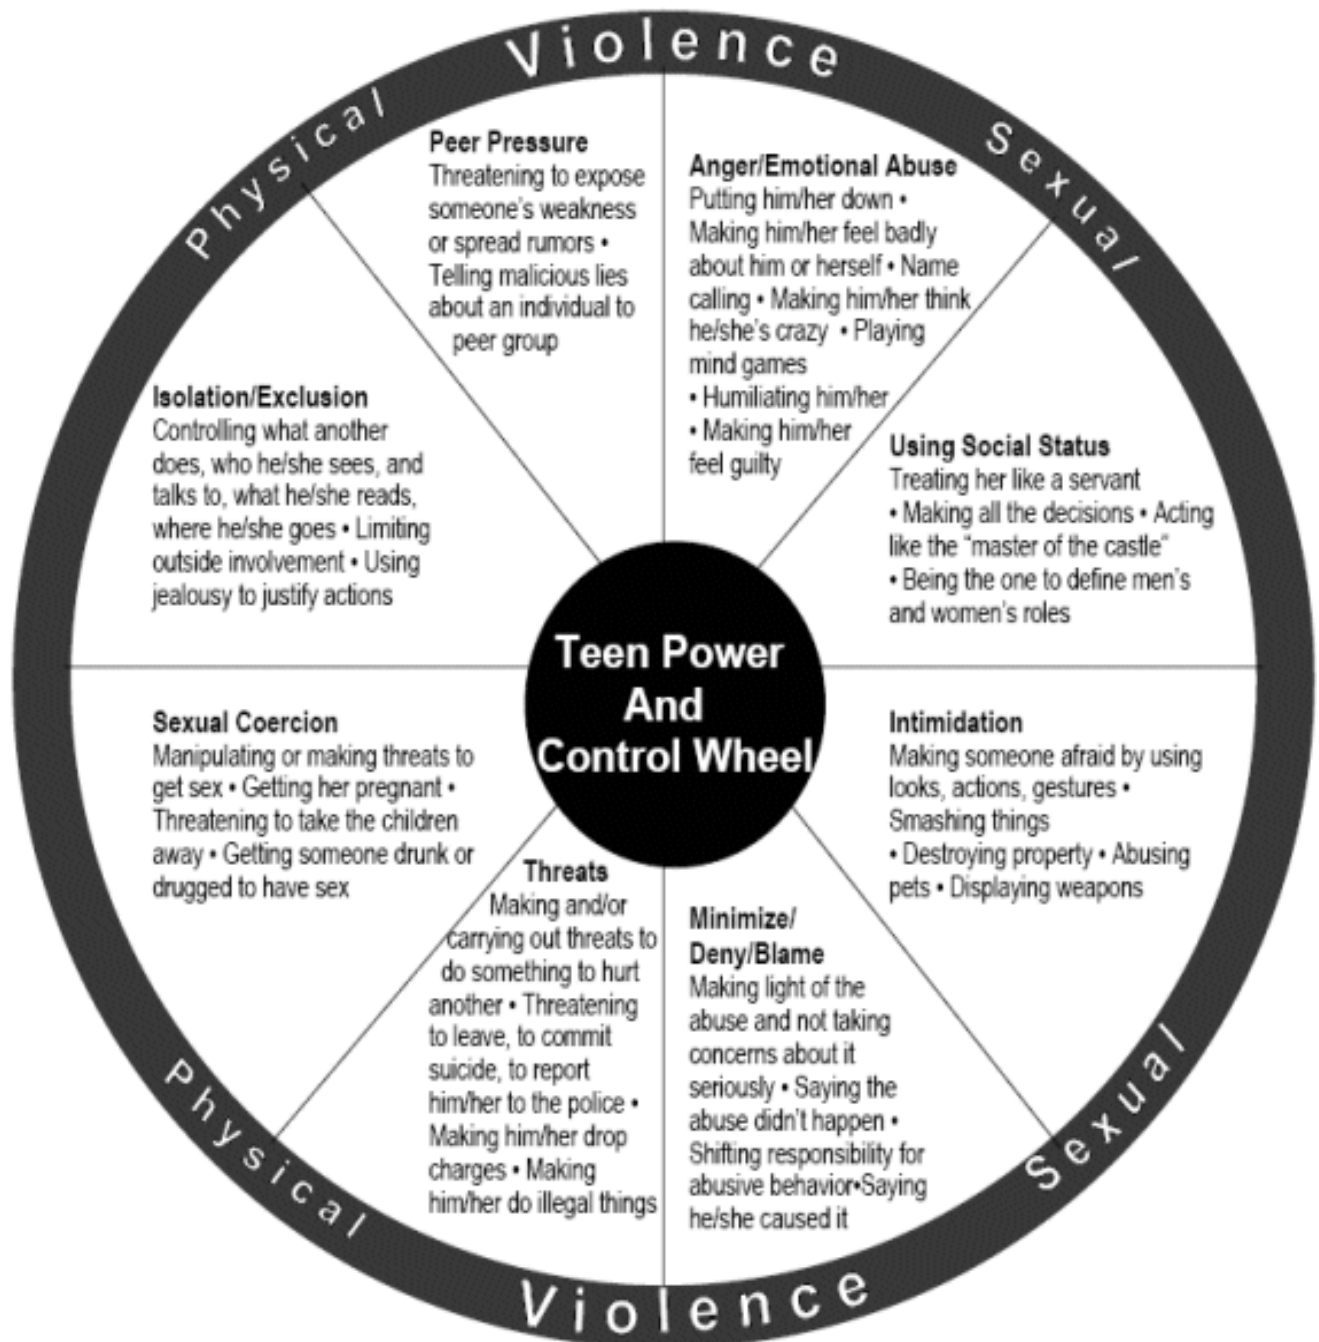 Physical Violence Sexual
Peer Pressure
Threatening to expose
someone's weakness
or spread rumors •
Telling malicious lies
about an individual to
peer group
Anger/Emotional Abuse
Putting him/her down •
Making him/her feel badly
about him or herself • Name
calling • Making him/her think
he/she's crazy • Playing
mind games
• Humiliating him/her
• Making him/her
feel guilty
Isolation/Exclusion
Controlling what another
does, who he/she sees, and
talks to, what he/she reads,
where he/she goes • Limiting
outside involvement • Using
jealousy to justify actions
Using Social Status
Treating her like a servant
• Making all the decisions • Acting
like the "master of the castle"
• Being the one to define men's
and women's roles
Teen Power
And
Control Wheel
Sexual Coercion
Manipulating or making threats to
get sex • Getting her pregnant •
Threatening to take the children
away • Getting someone drunk or
drugged to have sex
Intimidation
Making someone afraid by using
looks, actions, gestures •
Smashing things
• Destroying property • Abusing
pets • Displaying weapons
Threats
Making and/or
carrying out threats to
do something to hurt
another • Threatening
to leave, to commit
suicide, to report
him/her to the police •
Making him/her drop
charges • Making
him/her do illegal things
Minimize/
Deny/Blame
Making light of the
abuse and not taking
concerns about it
seriously • Saying the
abuse didn't happen •
Shifting responsibility for
abusive behavior•Saying
he/she caused it
Physical Violence Sexual